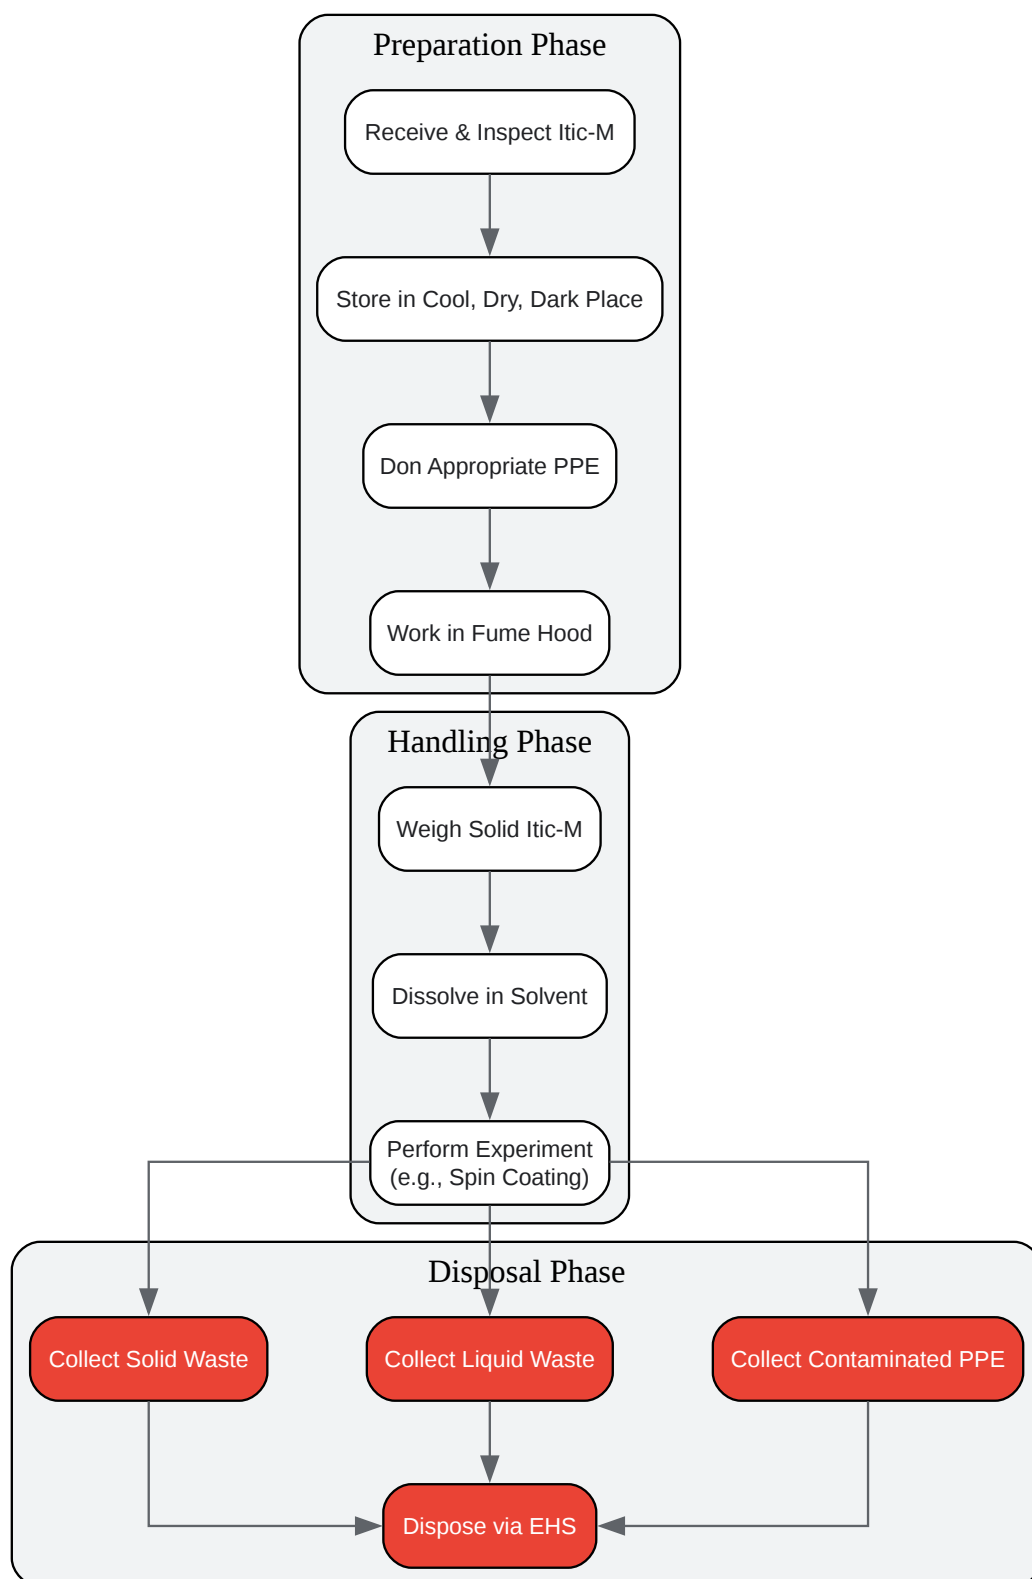 Preparation Phase
Receive & Inspect Itic-M
Store in Cool, Dry, Dark Place
Don Appropriate PPE
Work in Fume Hood
Handling Phase
Weigh Solid Itic-M
Dissolve in Solvent
Perform Experiment
(e.g., Spin Coating)
Disposal Phase
Collect Solid Waste
Collect Liquid Waste
Collect Contaminated PPE
Dispose via EHS